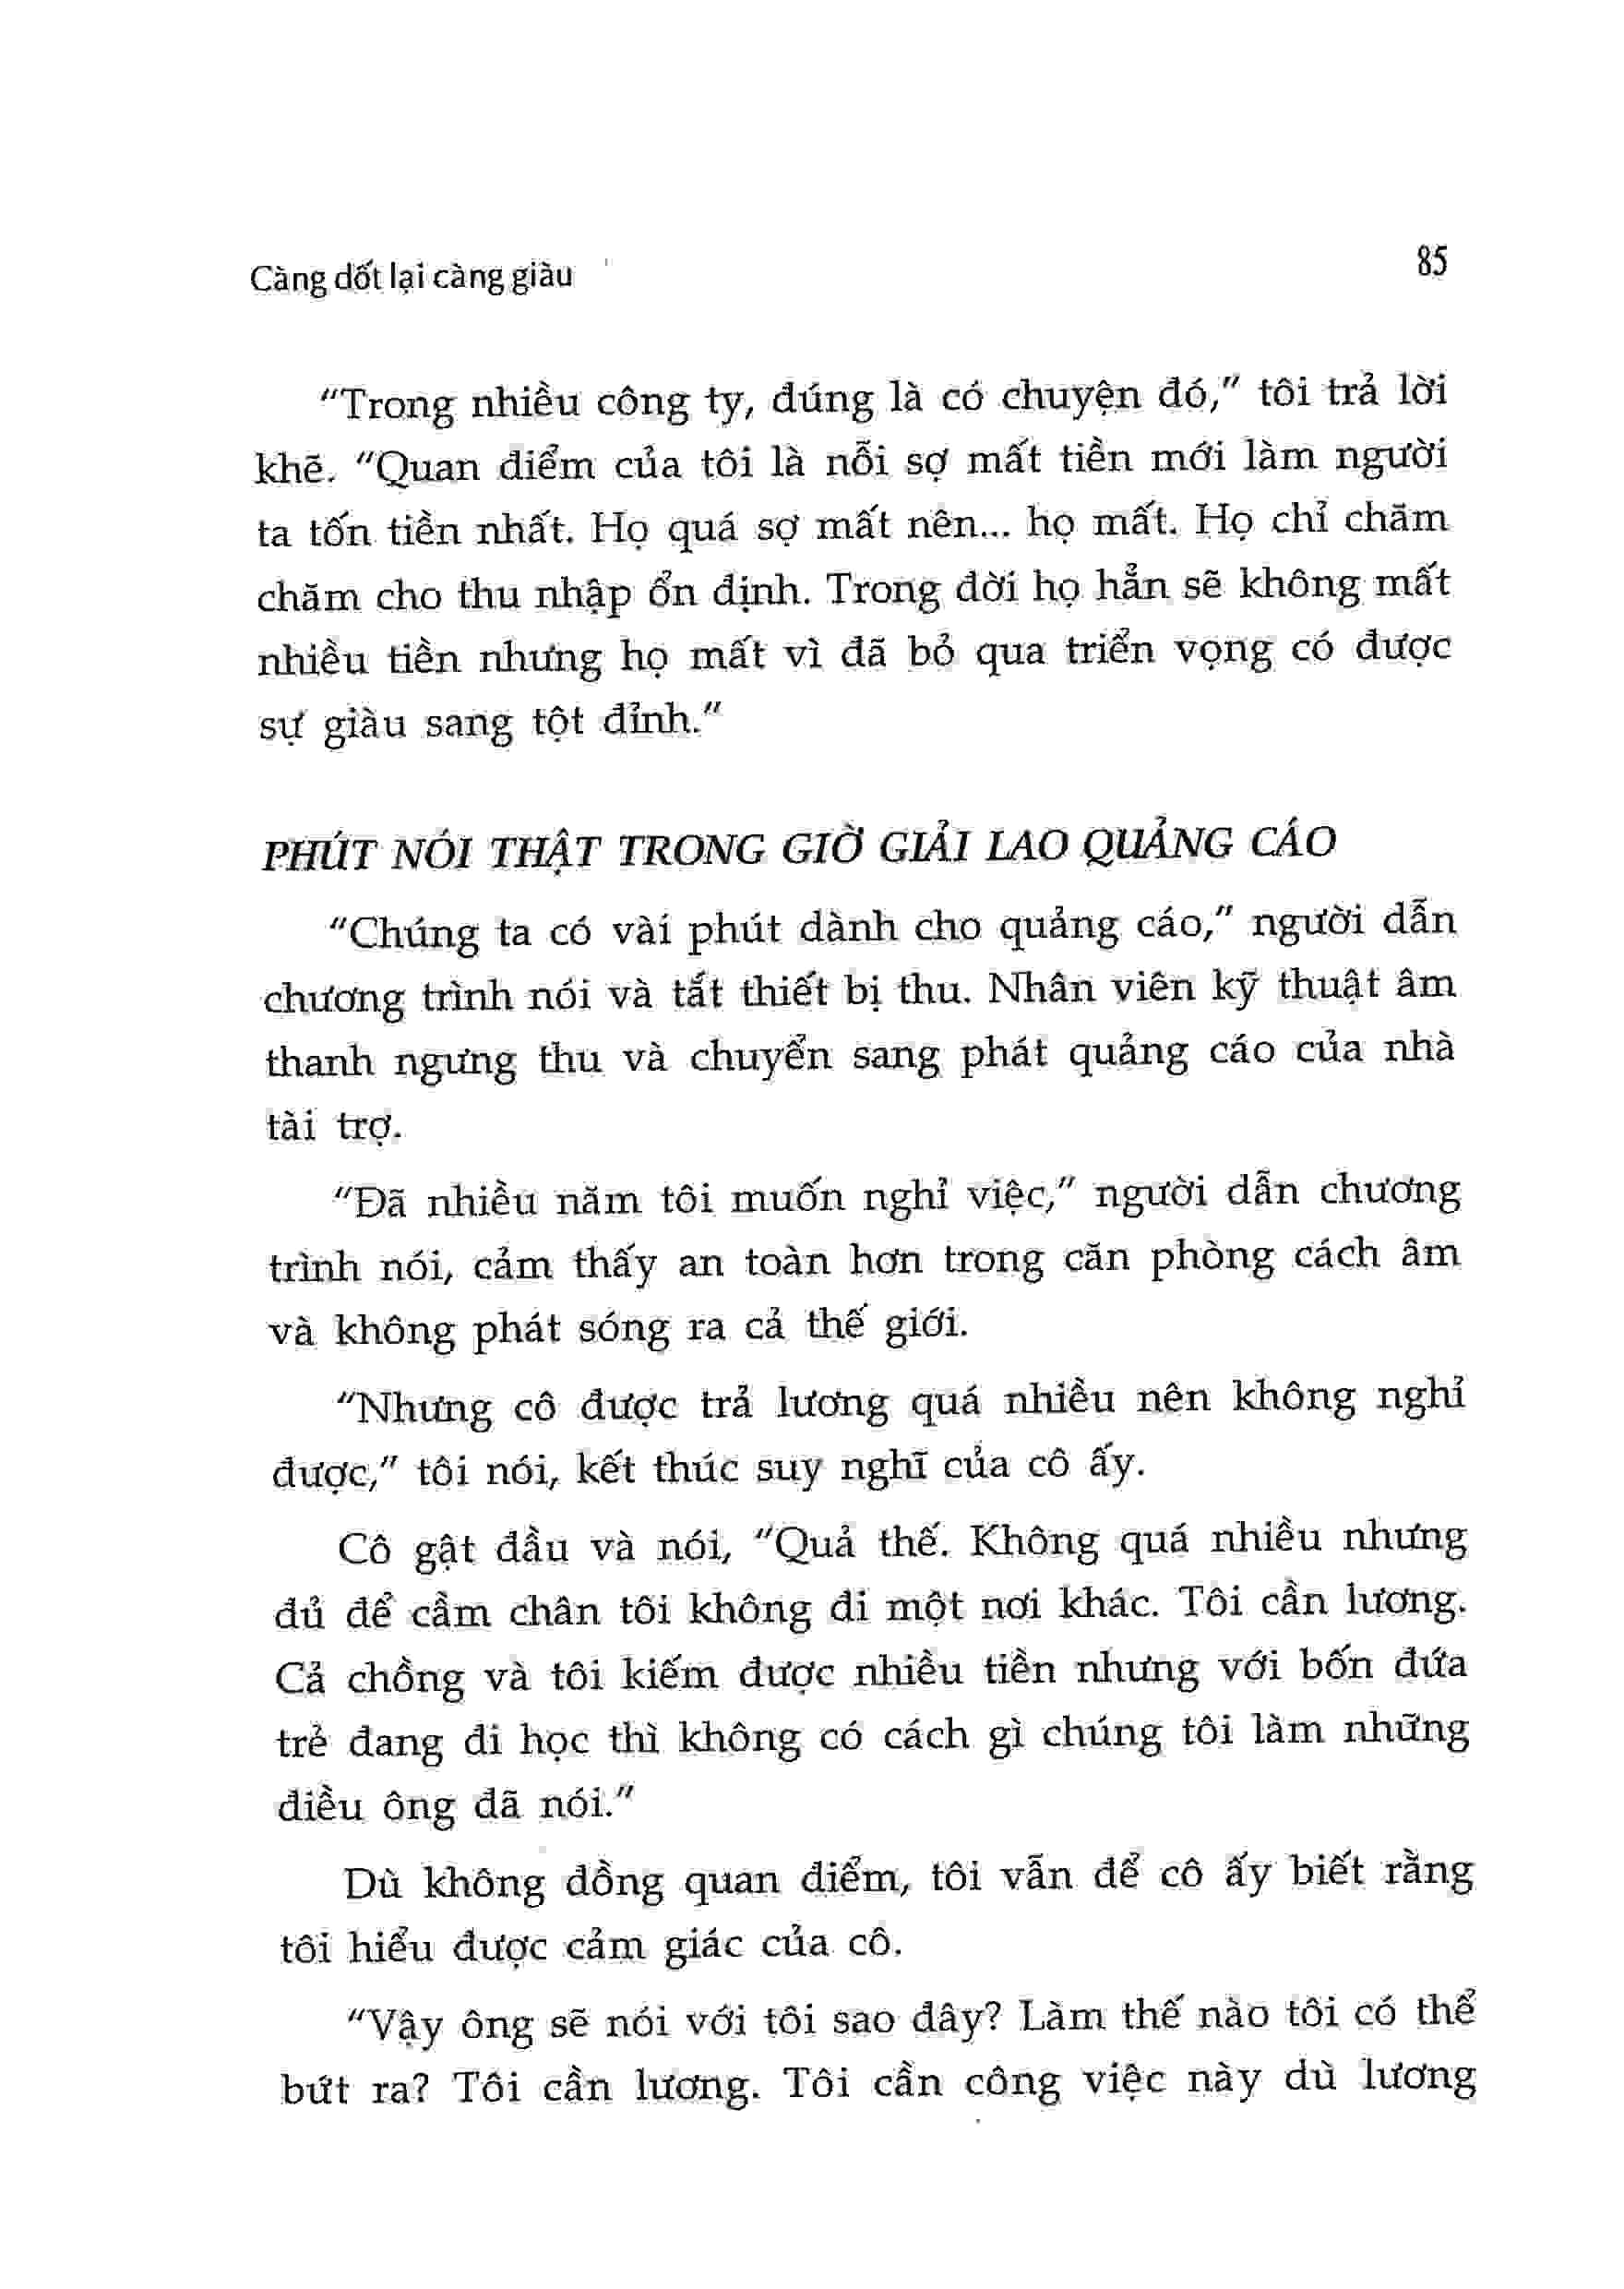 Càng dốt lại càng giàu
85
“Trong nhiều công ty, đúng là có chuyện đó,” tôi trả lời
khẽ. “Quan điểm của tôi là nỗi sợ mất tiền mới làm người
ta tốn tiền nhất. Họ quá sợ mất nên... họ mất. Họ chỉ chăm
chăm cho thu nhập ổn định. Trong đời họ hẳn sẽ không mất
nhiều tiền nhưng họ mất vì đã bỏ qua triển vọng có được
sự giàu sang tột đỉnh.”
PHÚT NÓI THẬT TRONG GIỜ GIẢI LAO QUẢNG CÁO
“Chúng ta có vài phút dành cho quảng cáo,” người dẫn
chương trình nói và tắt thiết bị thu. Nhân viên kỹ thuật âm
thanh ngưng thu và chuyển sang phát quảng cáo của nhà
tài trợ.
“Đã nhiều năm tôi muốn nghỉ việc,” người dẫn chương
trình nói, cảm thấy an toàn hơn trong căn phòng cách âm
và không phát sóng ra cả thế giới.
“Nhưng cô được trả lương quá nhiều nên không nghỉ
được,” tôi nói, kết thúc suy nghĩ của cô ấy.
Cô gật đầu và nói, “Quả thế. Không quá nhiều nhưng
đủ để cầm chân tôi không đi một nơi khác. Tôi cần lương.
Cả chồng và tôi kiếm được nhiều tiền nhưng với bốn đứa
trẻ đang đi học thì không có cách gì chúng tôi làm những
điều ông đã nói.”
Dù không đồng quan điểm, tôi vẫn để cô ấy biết rằng
tôi hiểu được cảm giác của cô.
“Vậy ông sẽ nói với tôi sao đây? Làm thế nào tôi có thể
bứt ra? Tôi cần lương. Tôi cần công việc này dù lương